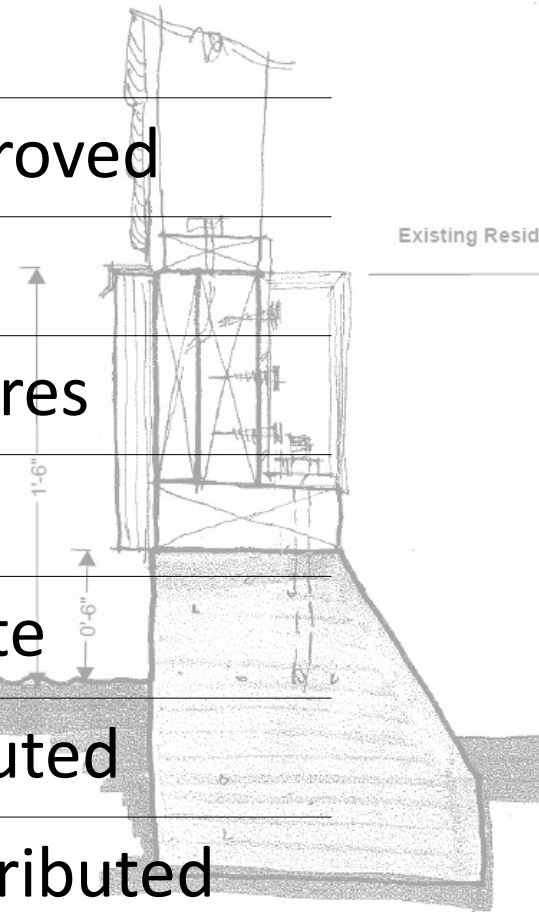 roved
Existing Resid
res
1'-6"
0'-6"
te
uted
ributed